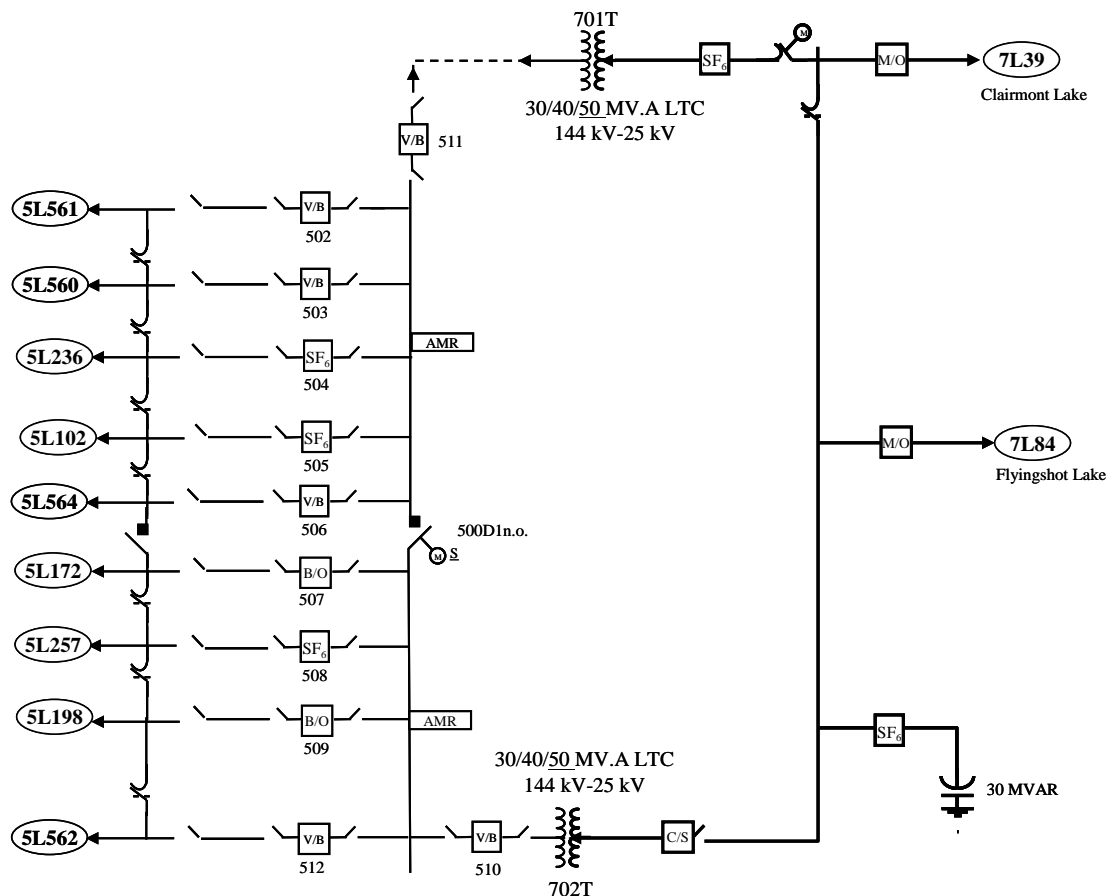 701T
M
SF6
M/O
7L39
Clairmont Lake
30/40/50 MV.A LTC
144 kV-25 kV
V/B
511
5L561
V/B
502
5L560
V/B
503
5L236
SF6
504
AMR
5L102
SF6
505
M/O
7L84
Flyingshot Lake
5L564
V/B
506
500D1n.o.
M
S
5L172
B/O
507
5L257
SF6
508
5L198
B/O
509
AMR
SF6
30/40/50 MV.A LTC
144 kV-25 kV
30 MVAR
5L562
V/B
512
V/B
510
C/S
702T